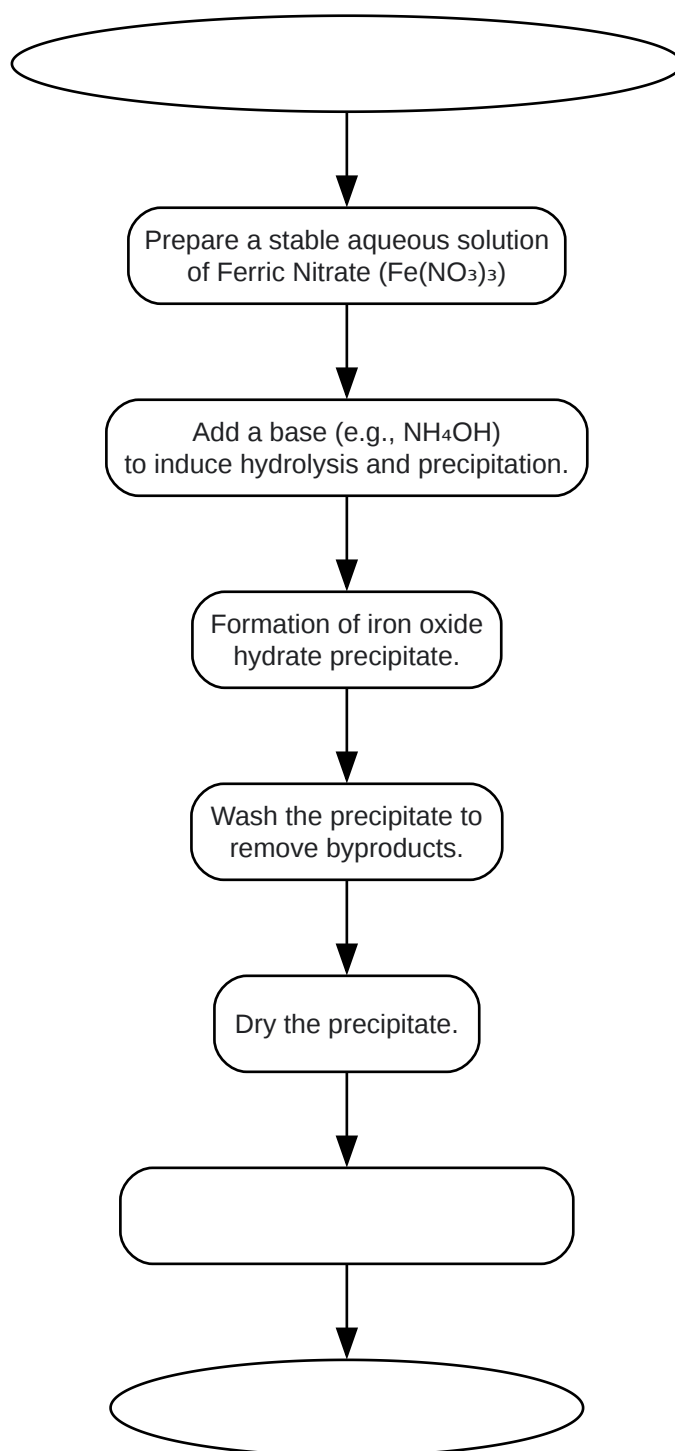 Prepare a stable aqueous solution
of Ferric Nitrate (Fe(NO₃)₃)
Add a base (e.g., NH₄OH)
to induce hydrolysis and precipitation.
Formation of iron oxide
hydrate precipitate.
Wash the precipitate to
remove byproducts.
Dry the precipitate.